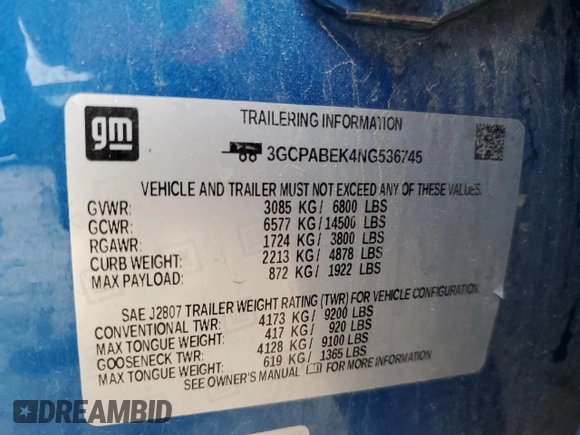 gm
TRAILERING INFORMATION
3GCPABEK4NG536745
VEHICLE AND TRAILER MUST NOT EXCEED ANY OF THESE VALUES.
GVWR: 3085 KG/ 6800 LBS
GCWR: 6577 KG/ 14500 LBS
RGAWR: 1724 KG/ 3800 LBS
CURB WEIGHT: 2213 KG/ 4878 LBS
MAX PAYLOAD: 872 KG/ 1922 LBS
SAE J2807 TRAILER WEIGHT RATING (TWR) FOR VEHICLE CONFIGURATION.
CONVENTIONAL TWR: 4173 KG/ 9200 LBS
MAX TONGUE WEIGHT: 417 KG/ 920 LBS
GOOSENECK TWR: 4128 KG/ 9100 LBS
MAX TONGUE WEIGHT: 619 KG/ 1365 LBS
SEE OWNER'S MANUAL FOR MORE INFORMATION
DREAMBID